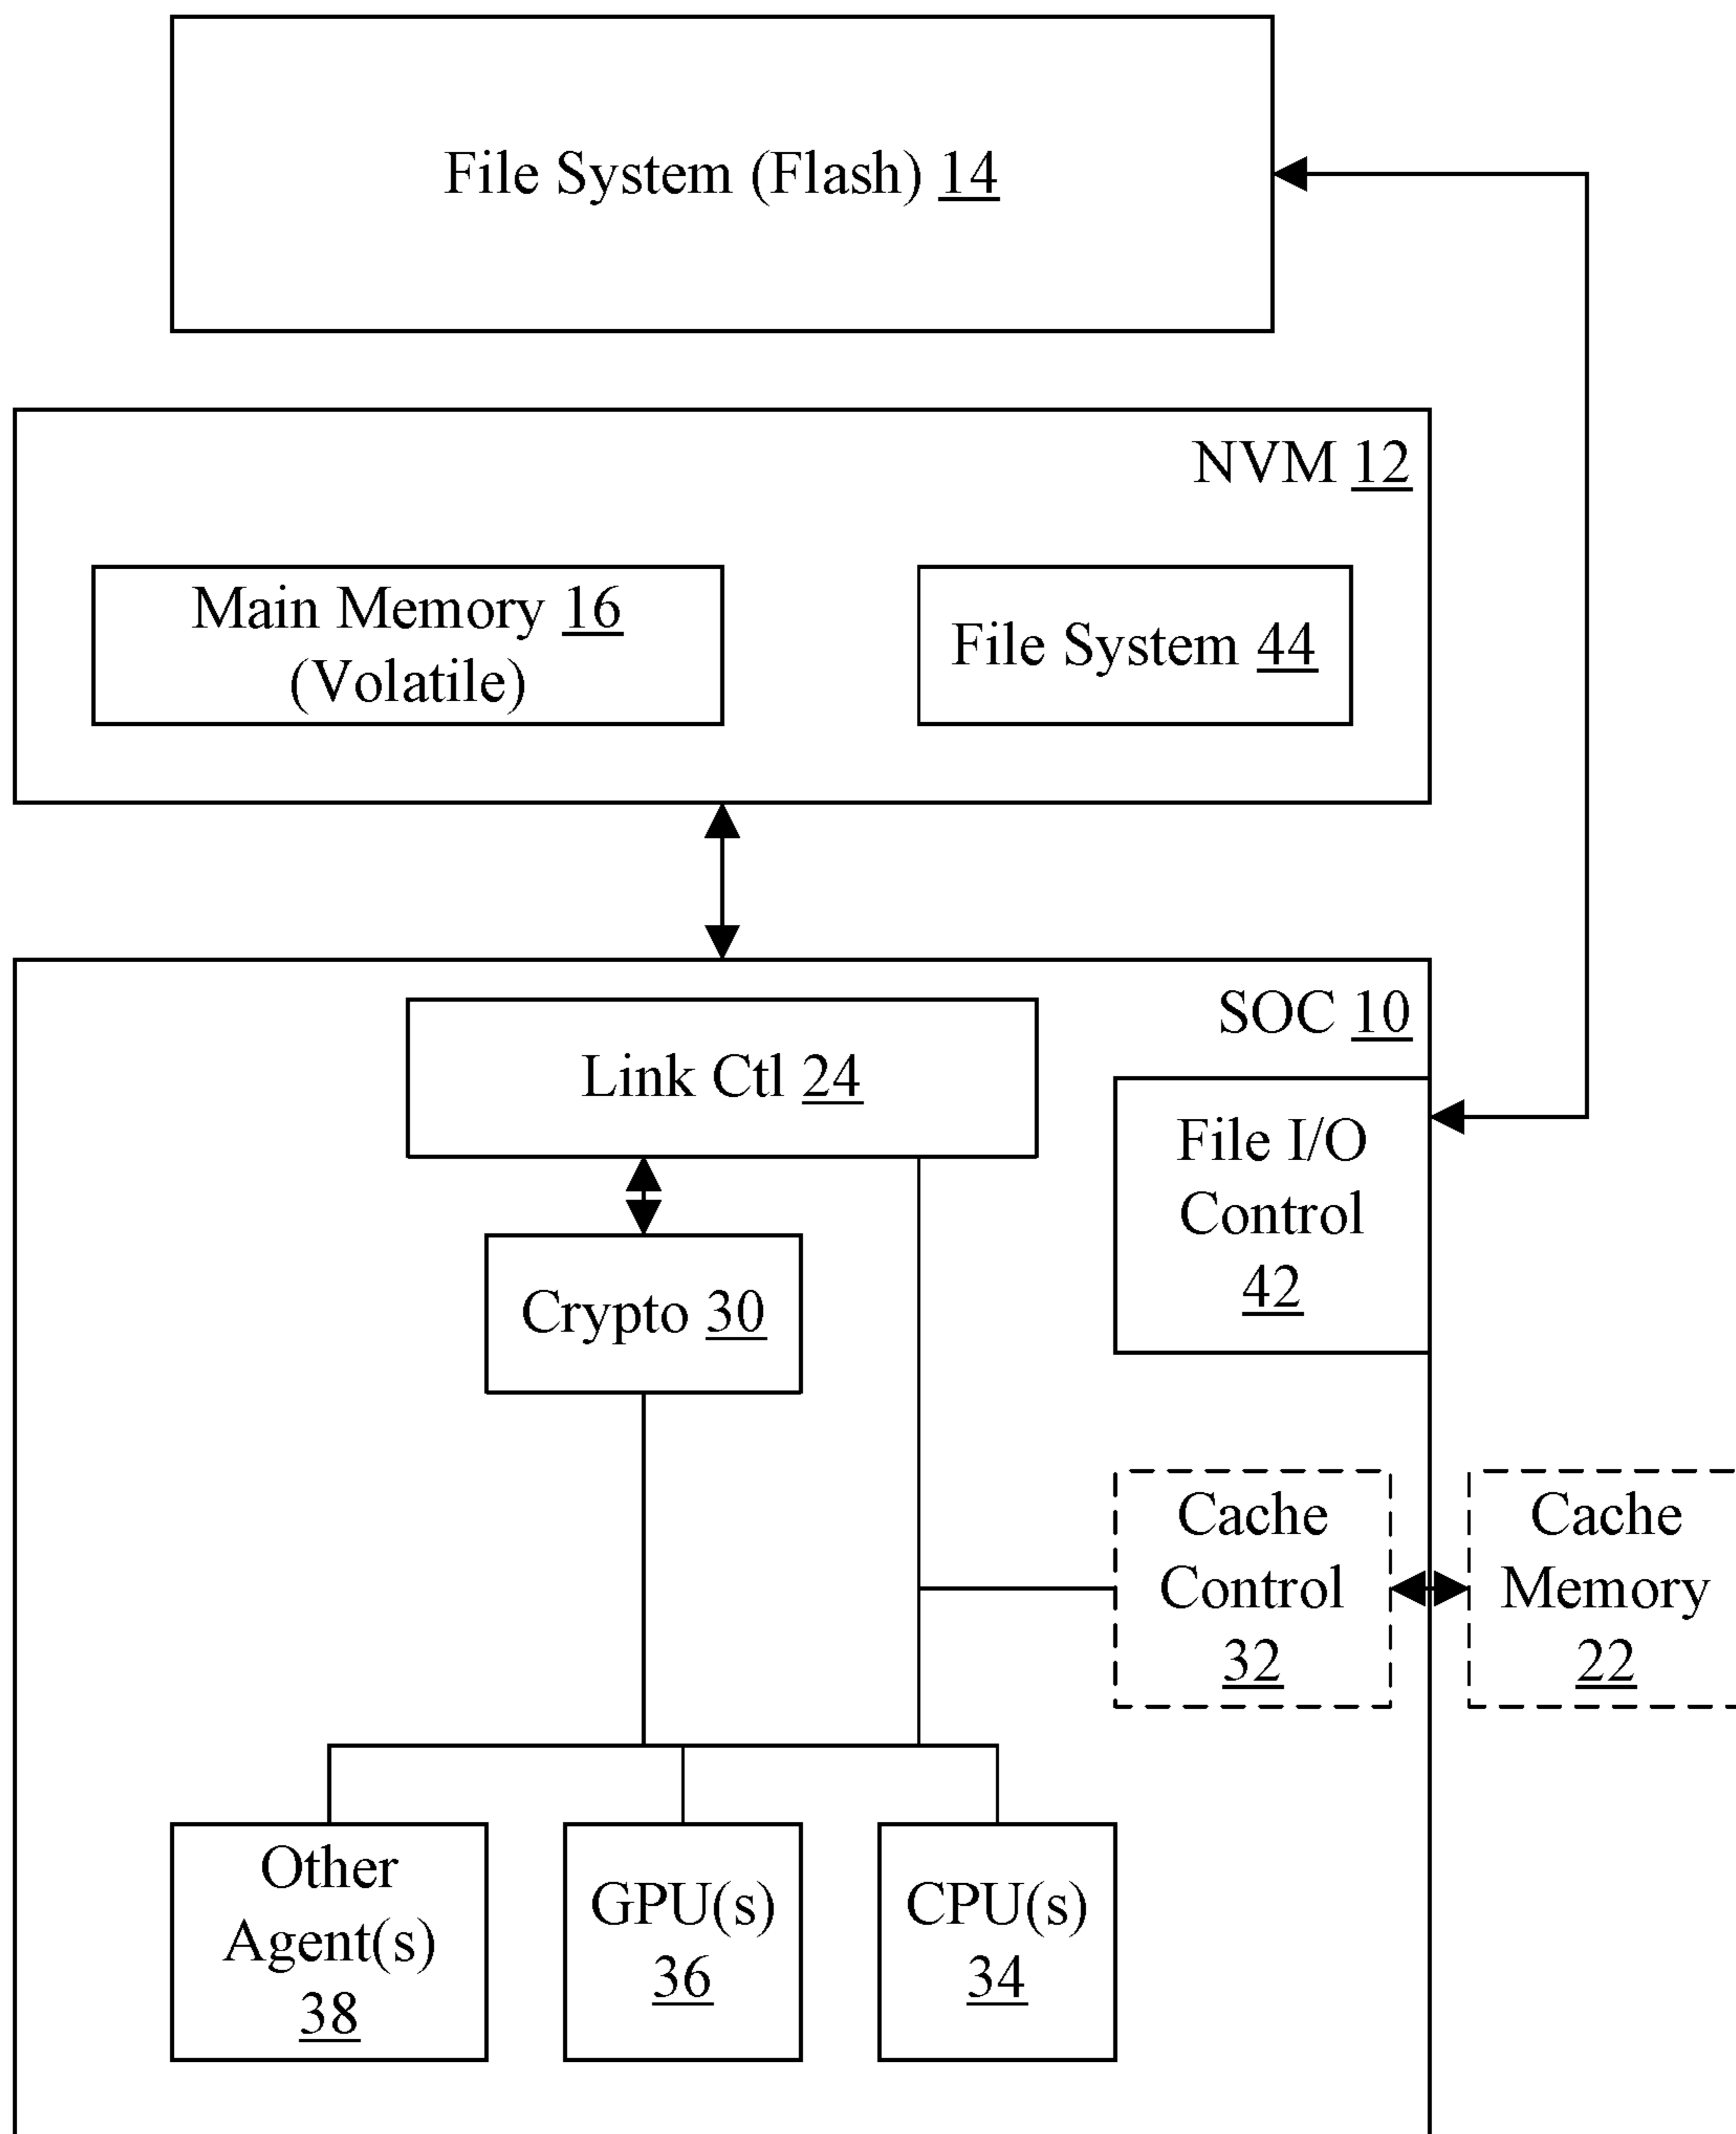 File System (Flash) 14
NVM 12
Main Memory 16
(Volatile)
File System 44
SOC 10
Link Ctl 24
File I/O
Control
42
Crypto 30
Cache
Control
32
Cache
Memory
22
Other
Agent(s)
38
GPU(s)
36
CPU(s)
34